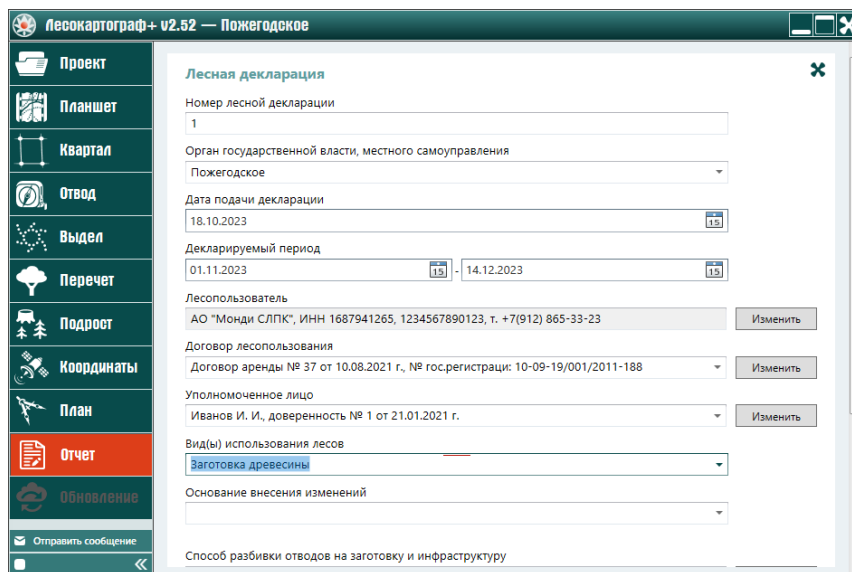 Лесокартограф+ v2.52 — Пожегодское
Проект
Планшет
Квартал
Отвод
Выдел
Перечет
Подрост
Координаты
План
Отчет
Обновление
Отправить сообщение
Лесная декларация
Номер лесной декларации
1
Орган государственной власти, местного самоуправления
Пожегодское
Дата подачи декларации
18.10.2023 15
Декларируемый период
01.11.2023 15 - 14.12.2023 15
Лесопользователь
АО "Монди СЛПК", ИНН 1687941265, 1234567890123, т. +7(912) 865-33-23 Изменить
Договор лесопользования
Договор аренды № 37 от 10.08.2021 г., № гос.регистраци: 10-09-19/001/2011-188 Изменить
Уполномоченное лицо
Иванов И. И., доверенность № 1 от 21.01.2021 г. Изменить
Вид(ы) использования лесов
Заготовка древесины
Основание внесения изменений
Способ разбивки отводов на заготовку и инфраструктуру